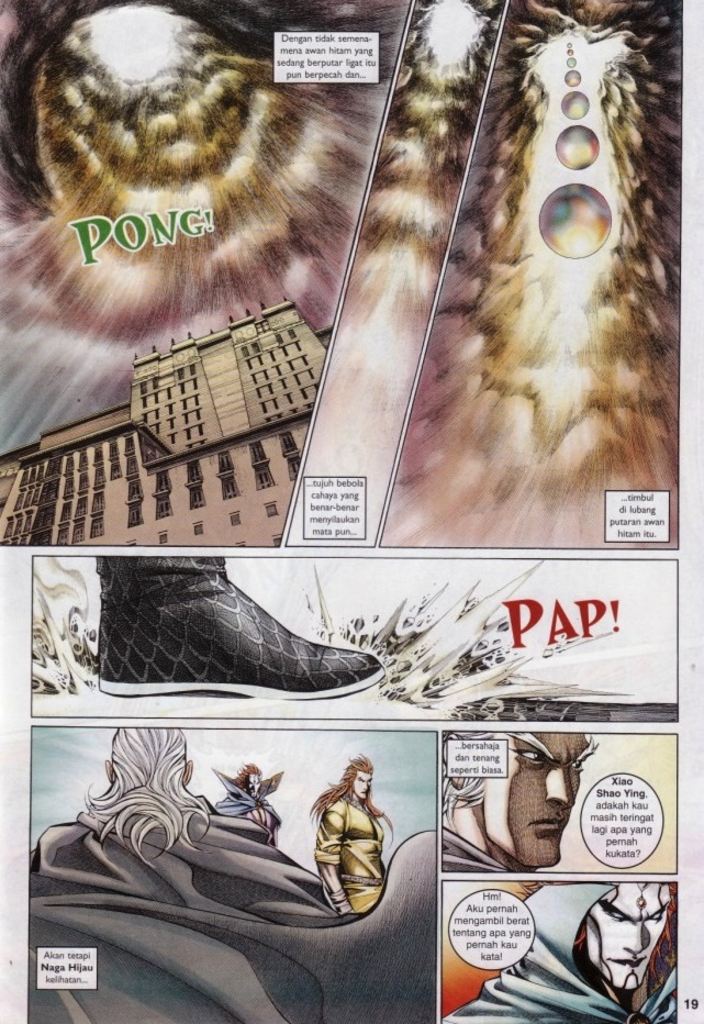 Dengan tidak semena-
mena awan hitam yang
sedang berputar ligat itu
pun berpecah dan...
PONG!
...tujuh bebola
cahaya yang
benar-benar
menyilaukan
mata pun...
...timbul
di lubang
putaran awan
hitam itu.
PAP!
Akan tetapi
Naga Hijau
kelihatan...
...bersahaja
dan tenang
seperti biasa.
Xiao
Shao Ying,
adakah kau
masih teringat
lagi apa yang
pernah
kukata?
Hm!
Aku pernah
mengambil berat
tentang apa yang
pernah kau
kata!
19